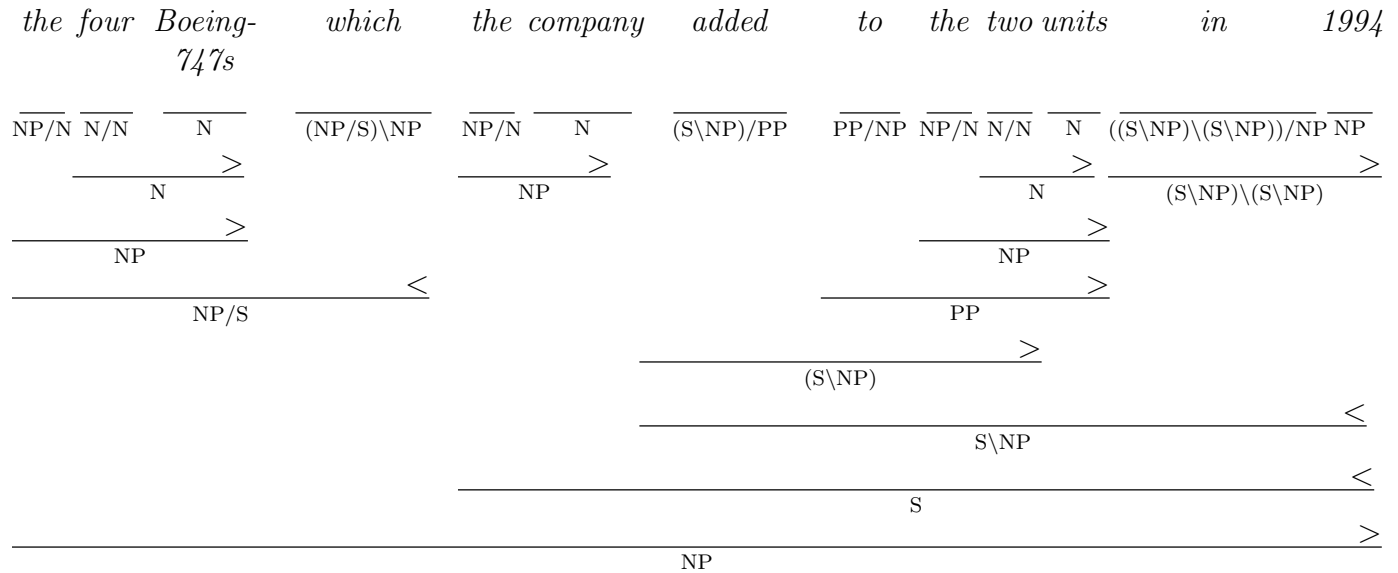 the four Boeing- which the company added to the two units in 1994
747s
NP/N N/N N (NP/S)\NP NP/N N (S\NP)/PP PP/NP NP/N N/N N ((S\NP)\(S\NP))/NP NP
> > > >
N NP N (S\NP)\(S\NP)
> >
NP NP
< >
NP/S PP
>
(S\NP)
<
S\NP
<
S
>
NP